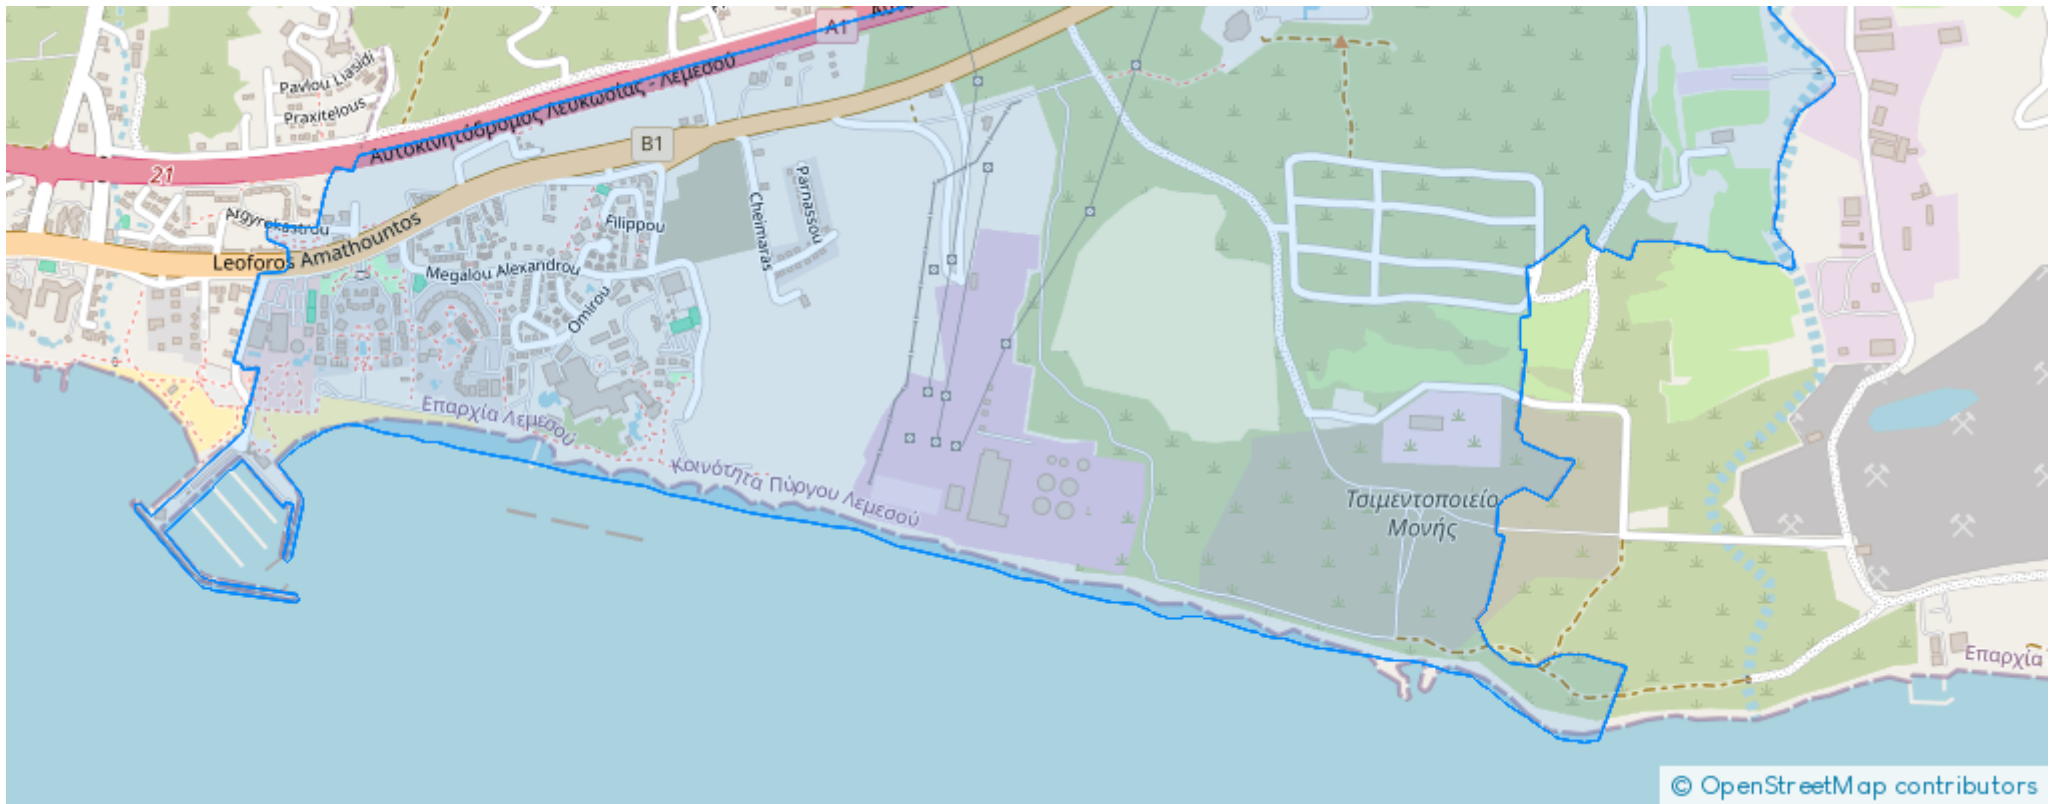 A1
Αυτοκινητόδρομος Λευκωσίας - Λεμεσού
Pavlou Liasidi
Praxitelous
B1
21
Parnassou
Cheimaras
Argyrokastrou
Filippou
Leoforos Amathountos
Megalou Alexandrou
Omirou
Επαρχία Λεμεσού
Κοινότητα Πύργου Λεμεσού
Τσιμεντοποιείο
Μονής
Επαρχία
© OpenStreetMap contributors